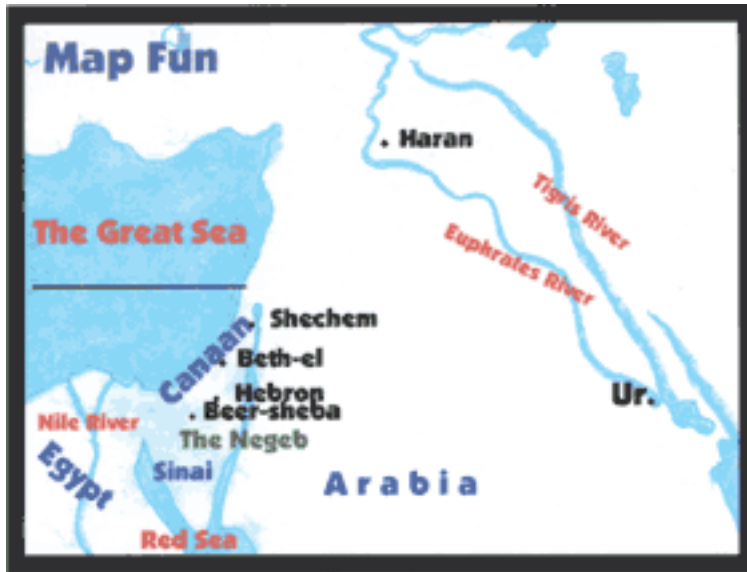 Map Fun
Haran
Tigris River
The Great Sea
Euphrates River
Shechem
Canaan
Beth-el
Hebron
Ur.
Beer-sheba
Nile River
The Negeb
Egypt
Sinai
Arabia
Red Sea